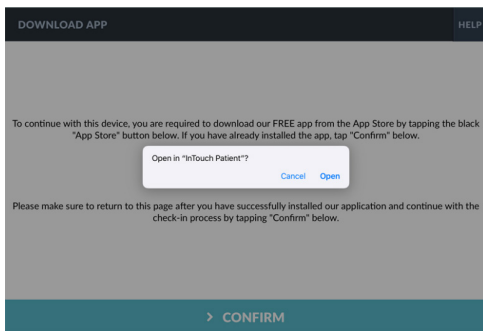 DOWNLOAD APP
HELP
To continue with this device, you are required to download our FREE app from the App Store by tapping the black
"App Store" button below. If you have already installed the app, tap "Confirm" below.
Open in “InTouch Patient”?
Cancel Open
Please make sure to return to this page after you have successfully installed our application and continue with the
check-in process by tapping "Confirm" below.
> CONFIRM